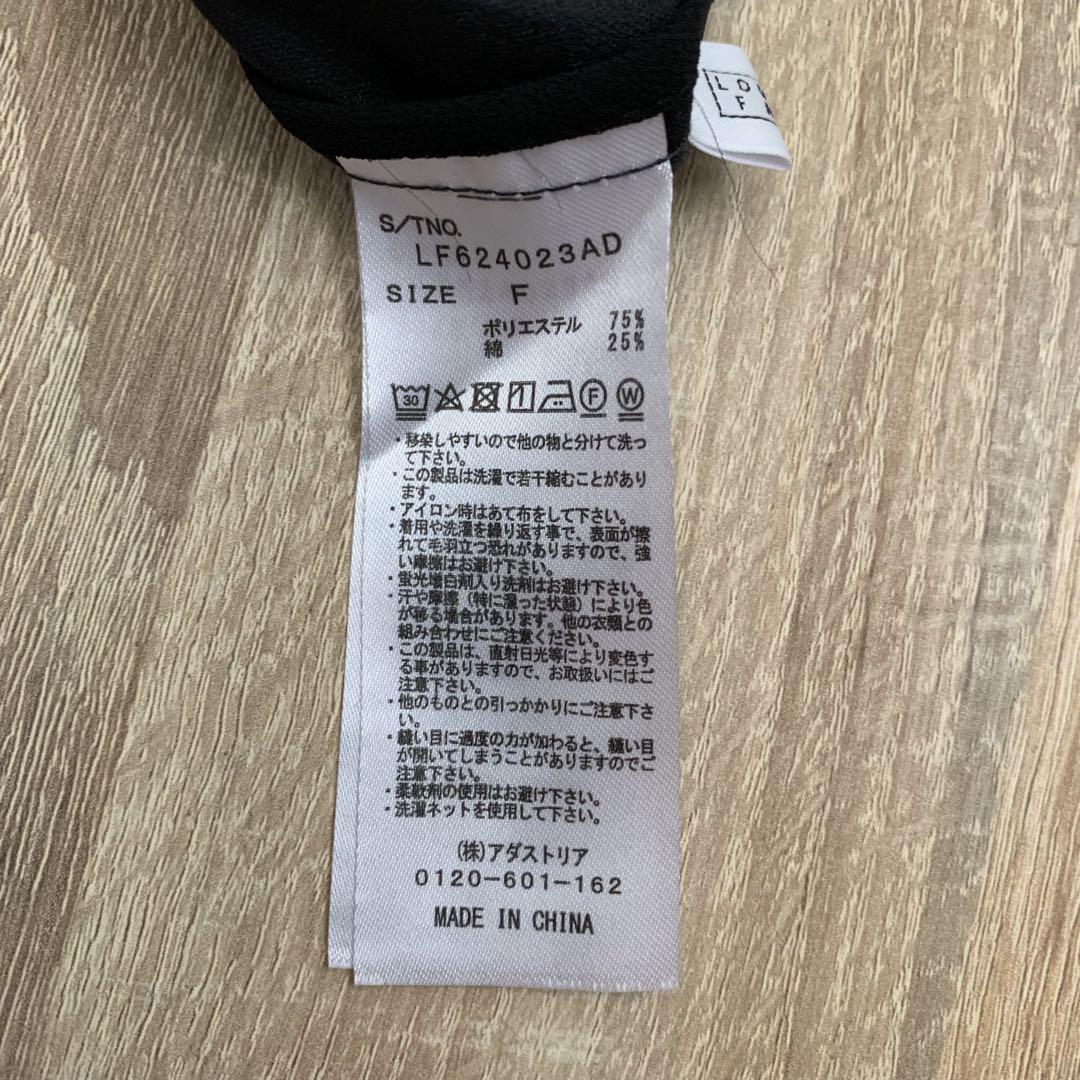 LO
F
S/TNO.
LF624023AD
SIZE F
ポリエステル 75%
綿 25%
30 F W
・移染しやすいので他の物と分けて洗っ
て下さい。
・この製品は洗濯で若干縮むことがあり
ます。
・アイロン時はあて布をして下さい。
・着用や洗濯を繰り返す事で、表面が擦
れて毛羽立つ恐れがありますので、強
い摩擦はお避け下さい。
・蛍光増白剤入り洗剤はお避け下さい。
・汗や摩擦（特に湿った状態）により色
が移る場合があります。他の衣類との
組み合わせにご注意ください。
・この製品は、直射日光等により変色す
る事がありますので、お取扱いにはご
注意下さい。
・他のものとの引っかかりにご注意下さ
い。
・縫い目に過度の力が加わると、縫い目
が開いてしまうことがありますのでご
注意下さい。
・柔軟剤の使用はお避け下さい。
・洗濯ネットを使用して下さい。
(株)アダストリア
0120-601-162
MADE IN CHINA